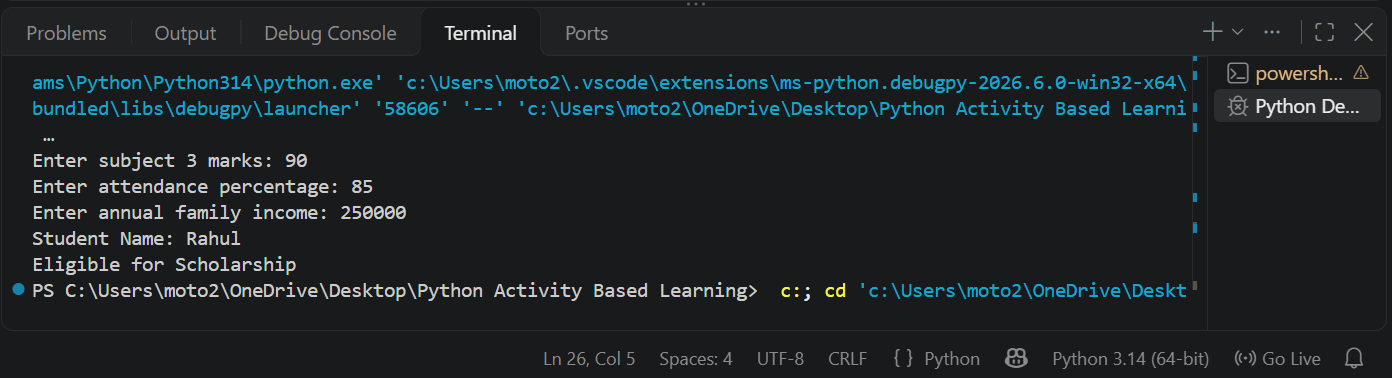 Problems Output Debug Console Terminal Ports
ams\Python\Python314\python.exe' 'c:\Users\moto2\.vscode\extensions\ms-python.debugpy-2026.6.0-win32-x64\
bundled\libs\debugpy\launcher' '58606' '--' 'c:\Users\moto2\OneDrive\Desktop\Python Activity Based Learni
…
Enter subject 3 marks: 90
Enter attendance percentage: 85
Enter annual family income: 250000
Student Name: Rahul
Eligible for Scholarship
PS C:\Users\moto2\OneDrive\Desktop\Python Activity Based Learning>  c:; cd 'c:\Users\moto2\OneDrive\Deskt
powersh...
Python De...
Ln 26, Col 5 Spaces: 4 UTF-8 CRLF {} Python Python 3.14 (64-bit) Go Live